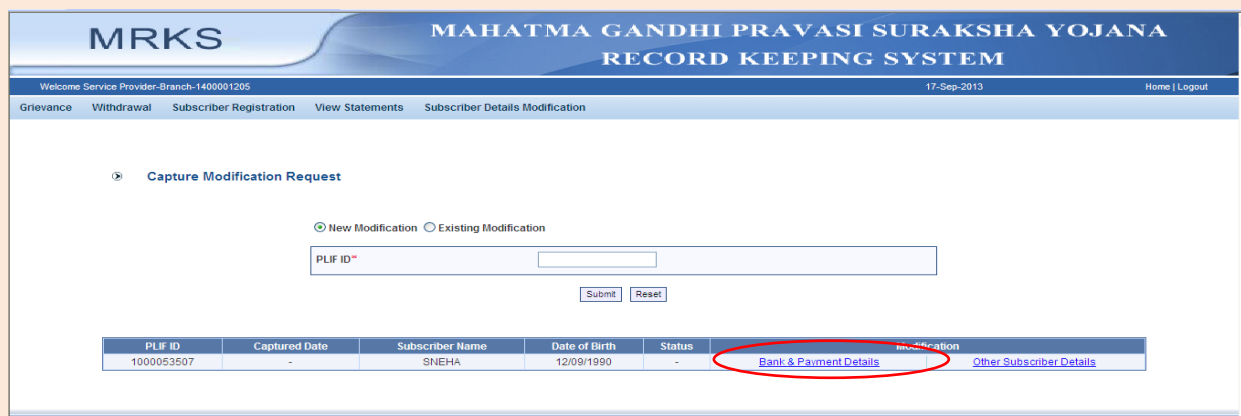 MRKS
MAHATMA GANDHI PRAVASI SURAKSHA YOJANA
RECORD KEEPING SYSTEM
Welcome Service Provider-Branch-1400001205 17-Sep-2013 Home | Logout
Grievance Withdrawal Subscriber Registration View Statements Subscriber Details Modification
Capture Modification Request
New Modification Existing Modification
PLIF ID*
Submit Reset
PLIF ID Captured Date Subscriber Name Date of Birth Status Modification
1000053507 - SNEHA 12/09/1990 - Bank & Payment Details Other Subscriber Details